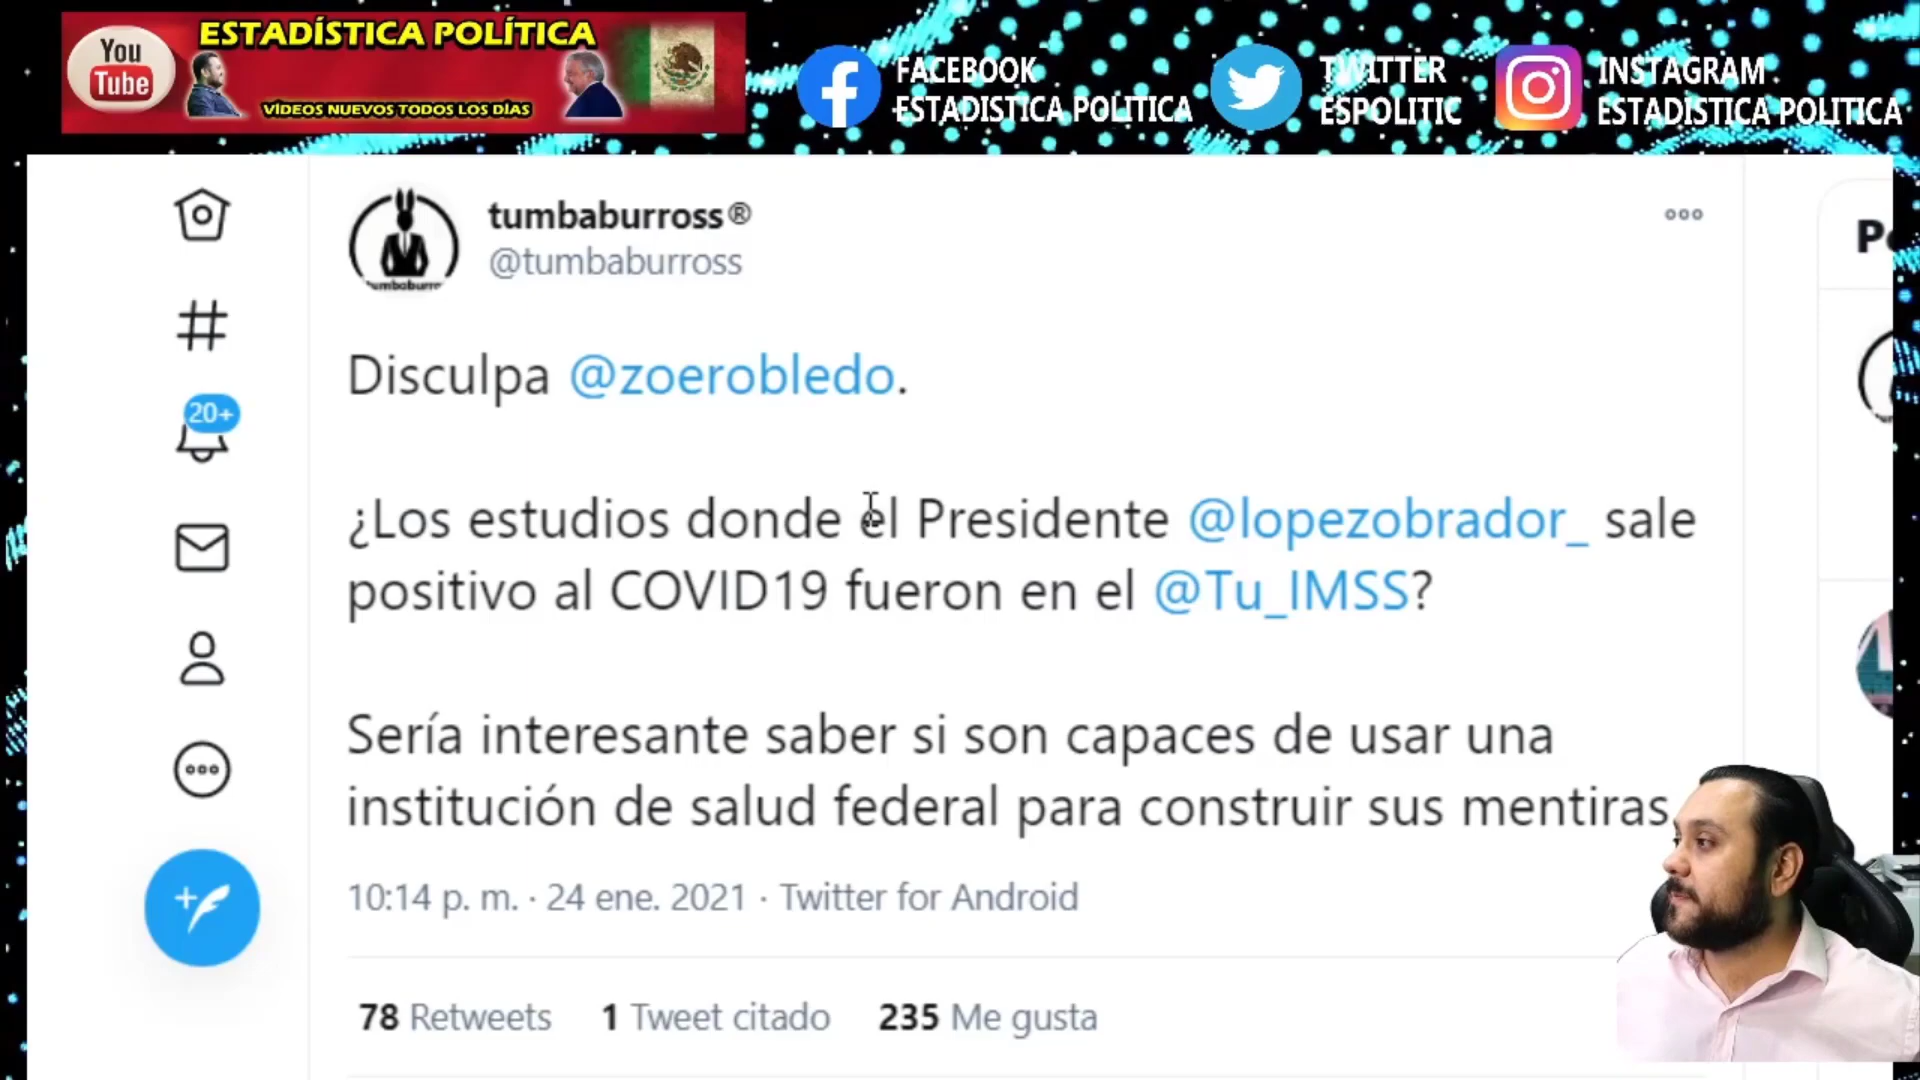 You
Tube
ESTADÍSTICA POLÍTICA
VÍDEOS NUEVOS TODOS LOS DÍAS
FACEBOOK
ESTADISTICA POLITICA
TWITTER
ESPOLITIC
INSTAGRAM
ESTADISTICA POLITICA
tumbaburross®
@tumbaburross
Disculpa @zoerobledo.
¿Los estudios donde el Presidente @lopezobrador_ sale
positivo al COVID19 fueron en el @Tu_IMSS?
Sería interesante saber si son capaces de usar una
institución de salud federal para construir sus mentiras
10:14 p. m. · 24 ene. 2021 · Twitter for Android
78 Retweets 1 Tweet citado 235 Me gusta
20+